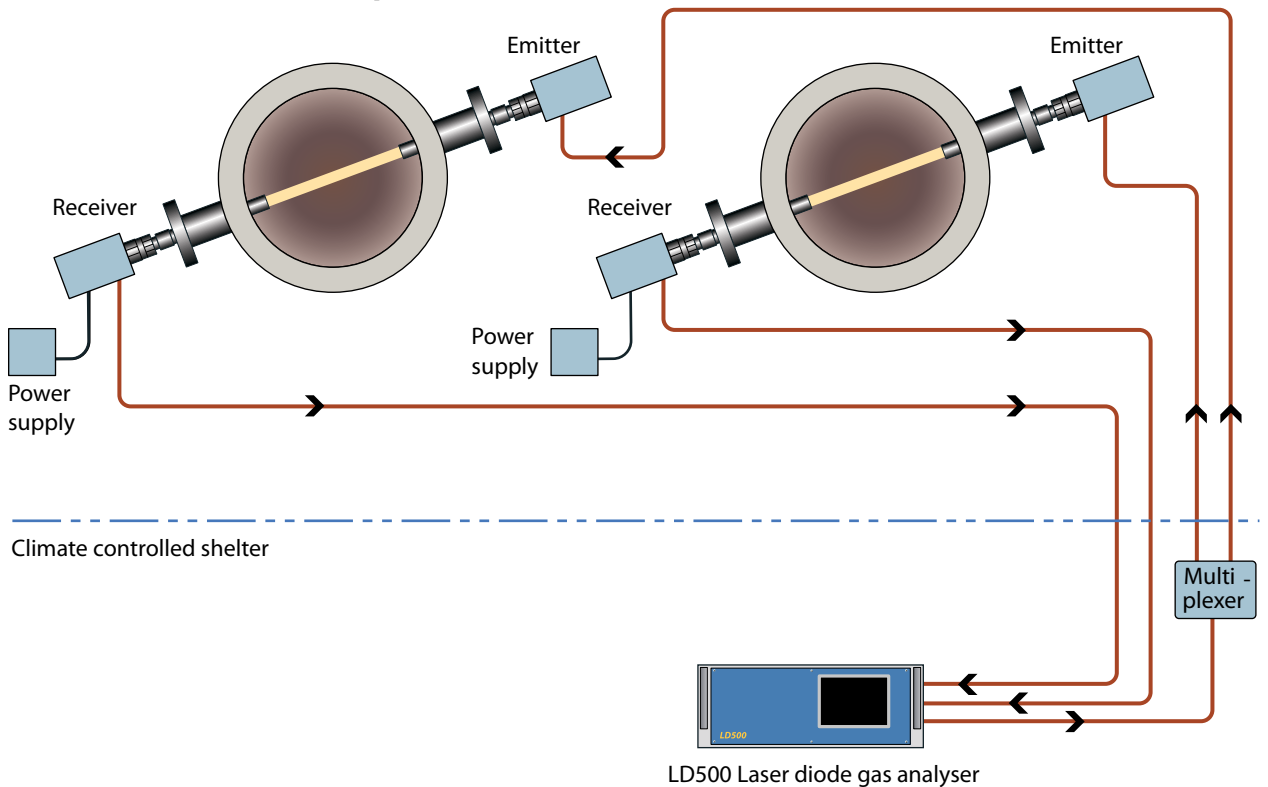 Emitter
Emitter
Receiver
Receiver
Power
supply
Power
supply
Climate controlled shelter
Multi -
plexer
LD500
LD500 Laser diode gas analyser